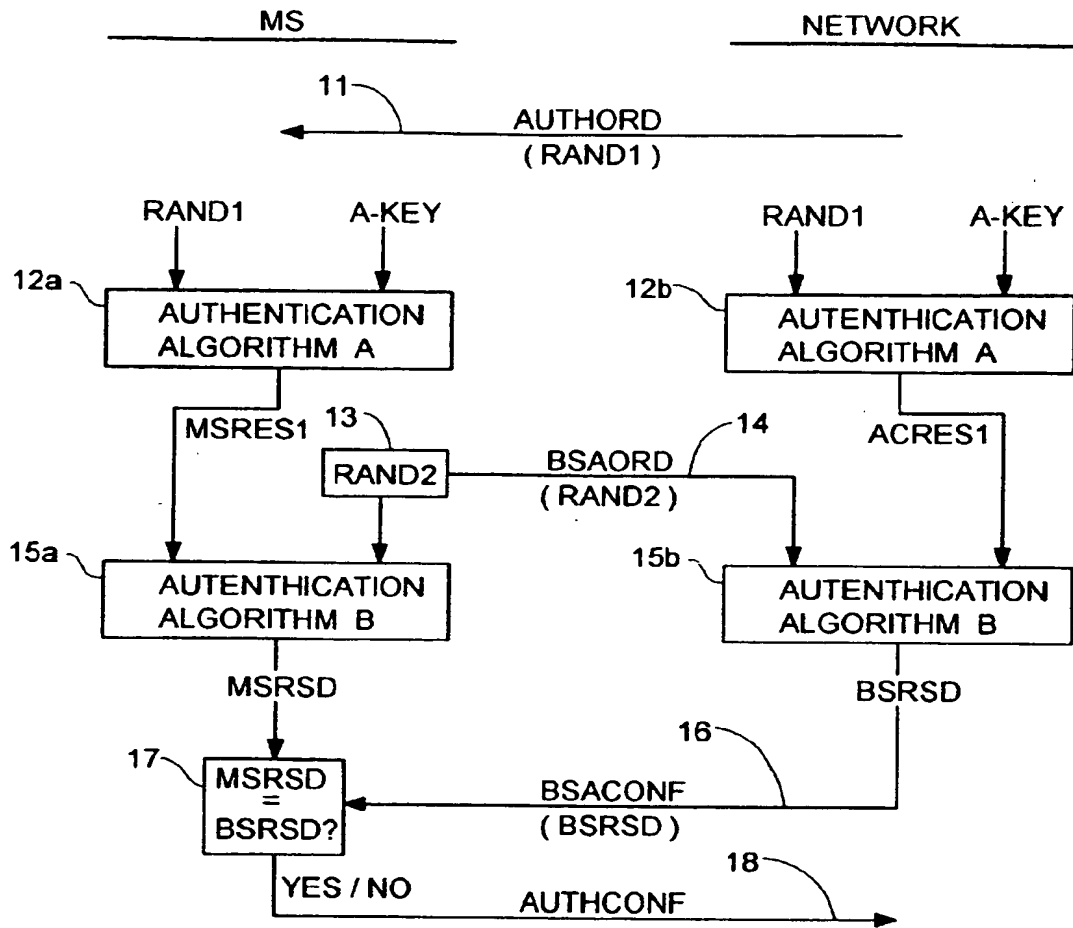 MS
NETWORK
11
AUTHORD
( RAND1 )
RAND1
A-KEY
RAND1
A-KEY
12a
12b
AUTHENTICATION
ALGORITHM A
AUTENTHICATION
ALGORITHM A
MSRES1
13
14
ACRES1
RAND2
BSAORD
( RAND2 )
15a
15b
AUTENTHICATION
ALGORITHM B
AUTENTHICATION
ALGORITHM B
MSRSD
BSRSD
17
16
MSRSD
=
BSRSD?
BSACONF
( BSRSD )
18
YES / NO
AUTHCONF